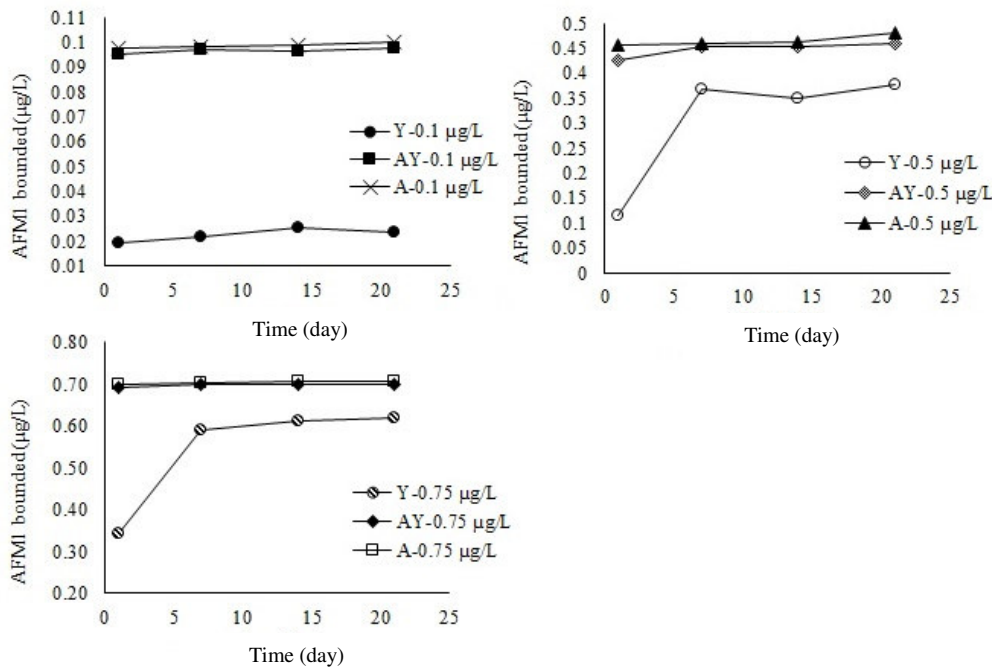 AFM1 bounded(µg/L)
0.11
0.1
0.09
0.08
0.07
0.06
0.05
0.04
0.03
0.02
0.01
0 5 10 15 20 25
Time (day)
Y-0.1 µg/L
AY-0.1 µg/L
A-0.1 µg/L
AFM1 bounded(µg/L)
0.5
0.45
0.4
0.35
0.3
0.25
0.2
0.15
0.1
0.05
0
0 5 10 15 20 25
Time (day)
Y-0.5 µg/L
AY-0.5 µg/L
A-0.5 µg/L
AFM1 bounded(µg/L)
0.80
0.70
0.60
0.50
0.40
0.30
0.20
0 5 10 15 20 25
Time (day)
Y-0.75 µg/L
AY-0.75 µg/L
A-0.75 µg/L